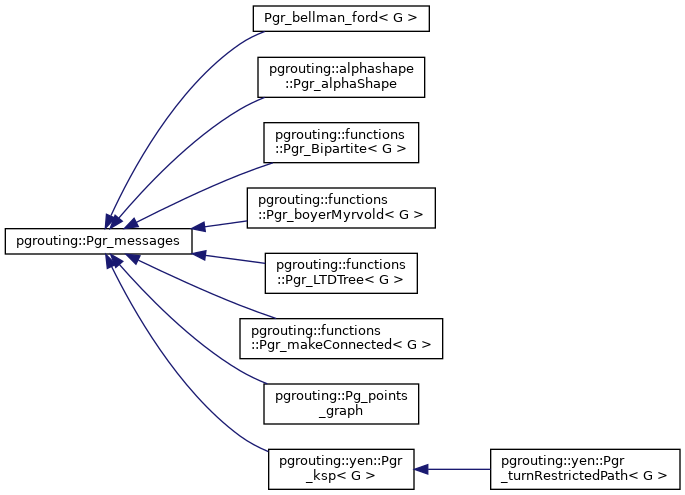 Pgr_bellman_ford< G >
pgrouting::alphashape
::Pgr_alphaShape
pgrouting::functions
::Pgr_Bipartite< G >
pgrouting::functions
::Pgr_boyerMyrvold< G >
pgrouting::Pgr_messages
pgrouting::functions
::Pgr_LTDTree< G >
pgrouting::functions
::Pgr_makeConnected< G >
pgrouting::Pg_points
_graph
pgrouting::yen::Pgr
_ksp< G >
pgrouting::yen::Pgr
_turnRestrictedPath< G >